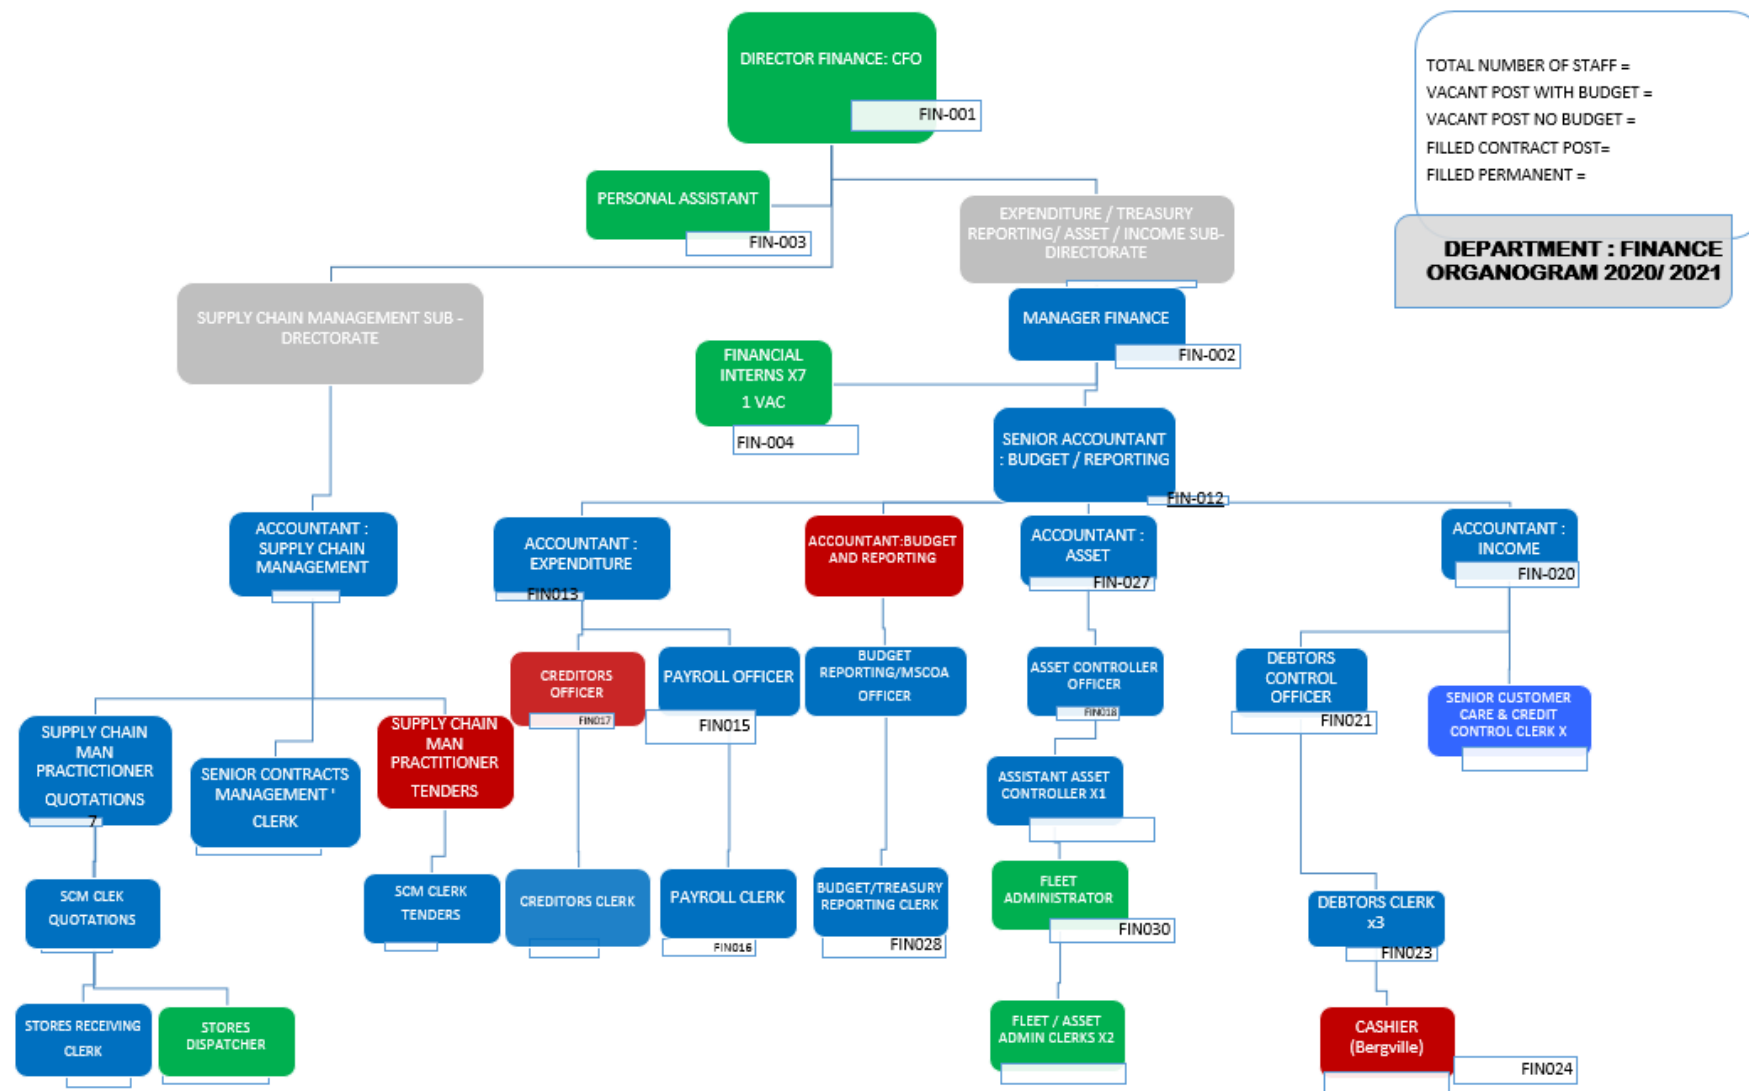 DIRECTOR FINANCE: CFO
FIN-001
TOTAL NUMBER OF STAFF =
VACANT POST WITH BUDGET =
VACANT POST NO BUDGET =
FILLED CONTRACT POST=
FILLED PERMANENT =
DEPARTMENT : FINANCE
ORGANOGRAM 2020/ 2021
PERSONAL ASSISTANT
FIN-003
EXPENDITURE / TREASURY
REPORTING/ ASSET / INCOME SUB-
DIRECTORATE
SUPPLY CHAIN MANAGEMENT SUB -
DRECTORATE
MANAGER FINANCE
FIN-002
FINANCIAL
INTERNS X7
1 VAC
FIN-004
SENIOR ACCOUNTANT
: BUDGET / REPORTING
FIN-012
ACCOUNTANT :
SUPPLY CHAIN
MANAGEMENT
ACCOUNTANT :
EXPENDITURE
FIN013
ACCOUNTANT:BUDGET
AND REPORTING
ACCOUNTANT :
ASSET
FIN-027
ACCOUNTANT :
INCOME
FIN-020
CREDITORS
OFFICER
FIN017
PAYROLL OFFICER
FIN015
BUDGET
REPORTING/MSCOA
OFFICER
ASSET CONTROLLER
OFFICER
FIN018
DEBTORS
CONTROL
OFFICER
FIN021
SENIOR CUSTOMER
CARE & CREDIT
CONTROL CLERK X
SUPPLY CHAIN
MAN
PRACTICTIONER
QUOTATIONS
7
SENIOR CONTRACTS
MANAGEMENT '
CLERK
SUPPLY CHAIN
MAN
PRACTITIONER
TENDERS
ASSISTANT ASSET
CONTROLLER X1
SCM CLEK
QUOTATIONS
SCM CLERK
TENDERS
CREDITORS CLERK
PAYROLL CLERK
FIN016
BUDGET/TREASURY
REPORTING CLERK
FIN028
FLEET
ADMINISTRATOR
FIN030
DEBTORS CLERK
x3
FIN023
STORES RECEIVING
CLERK
STORES
DISPATCHER
FLEET / ASSET
ADMIN CLERKS X2
CASHIER
(Bergville)
FIN024